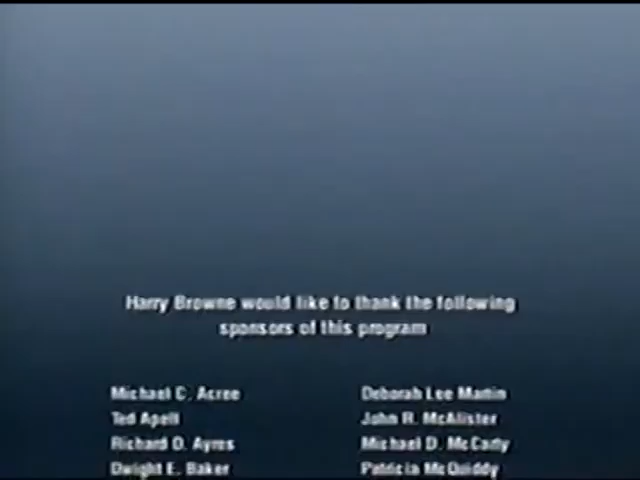 Harry Browne would like to thank the following
sponsors of this program
Michael C. Acree
Deborah Lee Martin
Ted Apelt
John R. McAlister
Richard O. Ayres
Michael D. McCarty
Dwight E. Baker
Patricia McQuiddy